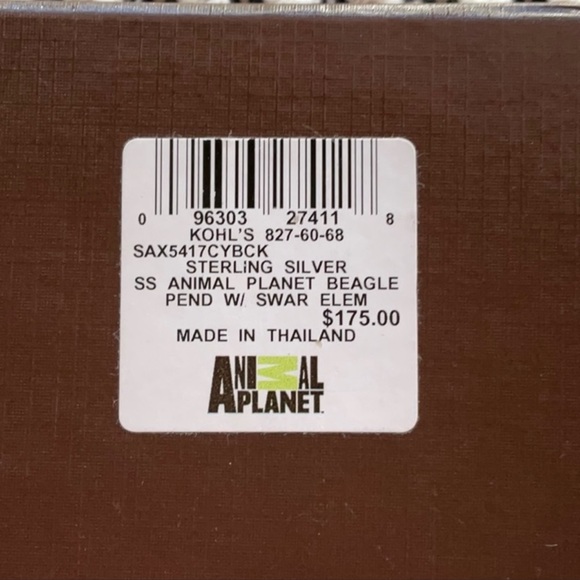 0 96303 27411 8
KOHL'S 827-60-68
SAX5417CYBCK
STERLING SILVER
SS ANIMAL PLANET BEAGLE
PEND W/ SWAR ELEM
$175.00
MADE IN THAILAND
ANIMAL
PLANET